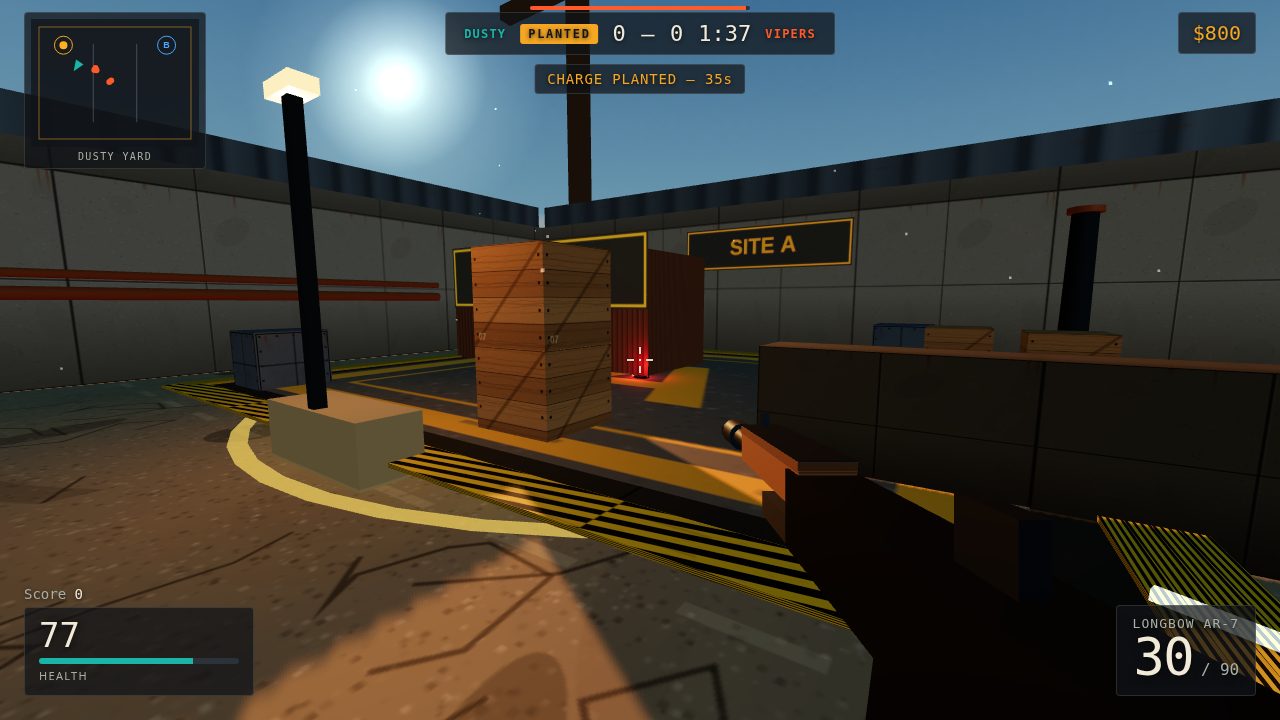 DUSTY PLANTED 0 — 0 1:37 VIPERS
$800
CHARGE PLANTED — 35s
B
DUSTY YARD
SITE A
07 07
Score 0
77
HEALTH
LONGBOW AR-7
30 / 90